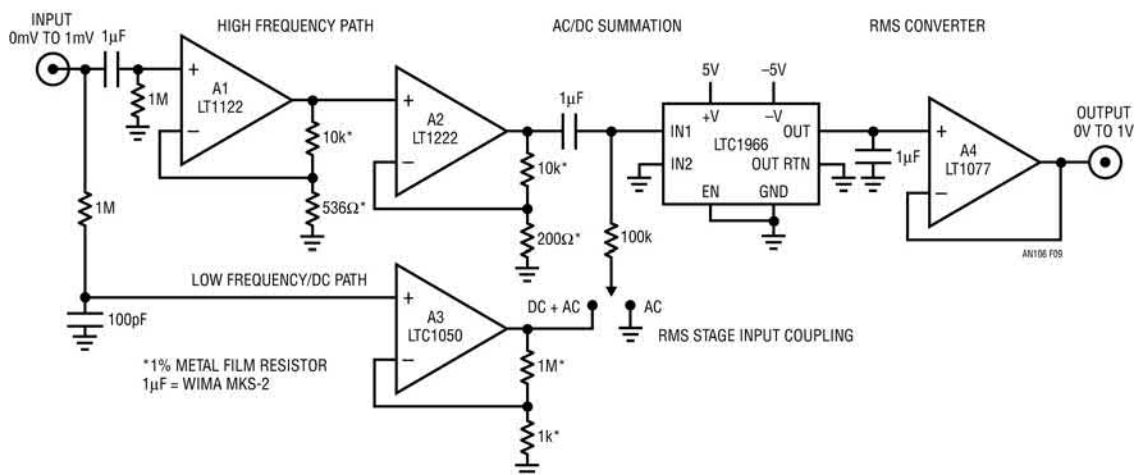 INPUT
0mV TO 1mV
HIGH FREQUENCY PATH
AC/DC SUMMATION
RMS CONVERTER
1µF
1M
+
–
A1
LT1122
10k*
536Ω*
+
–
A2
LT1222
10k*
200Ω*
1µF
5V
–5V
+V
–V
IN1
IN2
LTC1966
OUT
OUT RTN
EN
GND
1µF
+
–
A4
LT1077
OUTPUT
0V TO 1V
AN106 F09
1M
100k
LOW FREQUENCY/DC PATH
100pF
+
–
A3
LTC1050
DC + AC
AC
RMS STAGE INPUT COUPLING
1M*
1k*
*1% METAL FILM RESISTOR
1µF = WIMA MKS-2